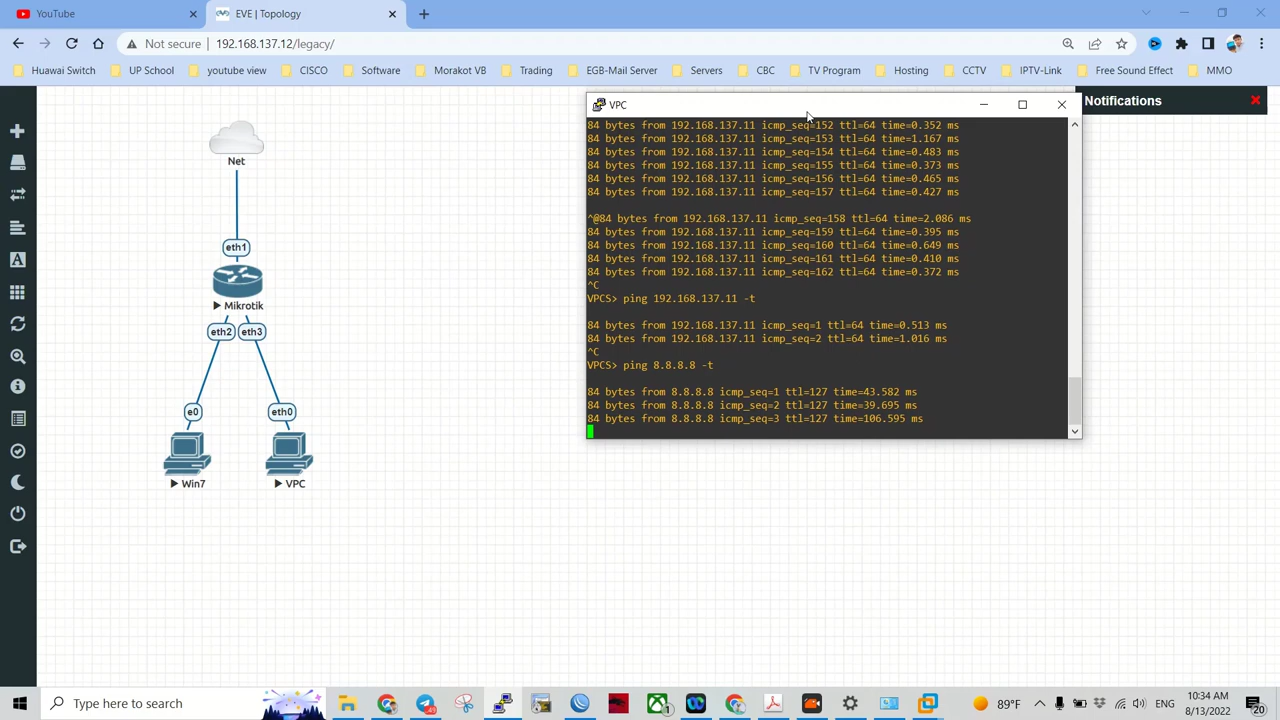 YouTube
EVE | Topology
Not secure | 192.168.137.12/legacy/
Huawai Switch
UP School
youtube view
CISCO
Software
Morakot VB
Trading
EGB-Mail Server
Servers
CBC
TV Program
Hosting
CCTV
IPTV-Link
Free Sound Effect
MMO
Notifications
Net
eth1
Mikrotik
eth2
eth3
e0
eth0
Win7
VPC
VPC
84 bytes from 192.168.137.11 icmp_seq=152 ttl=64 time=0.352 ms
84 bytes from 192.168.137.11 icmp_seq=153 ttl=64 time=1.167 ms
84 bytes from 192.168.137.11 icmp_seq=154 ttl=64 time=0.483 ms
84 bytes from 192.168.137.11 icmp_seq=155 ttl=64 time=0.373 ms
84 bytes from 192.168.137.11 icmp_seq=156 ttl=64 time=0.465 ms
84 bytes from 192.168.137.11 icmp_seq=157 ttl=64 time=0.427 ms
^@84 bytes from 192.168.137.11 icmp_seq=158 ttl=64 time=2.086 ms
84 bytes from 192.168.137.11 icmp_seq=159 ttl=64 time=0.395 ms
84 bytes from 192.168.137.11 icmp_seq=160 ttl=64 time=0.649 ms
84 bytes from 192.168.137.11 icmp_seq=161 ttl=64 time=0.410 ms
84 bytes from 192.168.137.11 icmp_seq=162 ttl=64 time=0.372 ms
^C
VPCS> ping 192.168.137.11 -t
84 bytes from 192.168.137.11 icmp_seq=1 ttl=64 time=0.513 ms
84 bytes from 192.168.137.11 icmp_seq=2 ttl=64 time=1.016 ms
^C
VPCS> ping 8.8.8.8 -t
84 bytes from 8.8.8.8 icmp_seq=1 ttl=127 time=43.582 ms
84 bytes from 8.8.8.8 icmp_seq=2 ttl=127 time=39.695 ms
84 bytes from 8.8.8.8 icmp_seq=3 ttl=127 time=106.595 ms
Type here to search
89°F
ENG
10:34 AM
8/13/2022
20